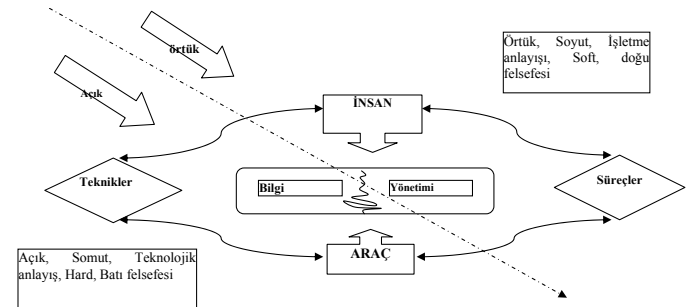 örtük
Örtük, Soyut, İşletme
anlayışı, Soft, doğu
felsefesi
Açık
İNSAN
Teknikler
Bilgi
Yönetimi
Süreçler
ARAÇ
Açık, Somut, Teknolojik
anlayış, Hard, Batı felsefesi